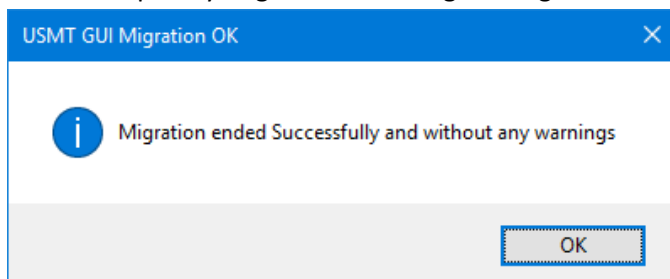 USMT GUI Migration OK
Migration ended Successfully and without any warnings
OK